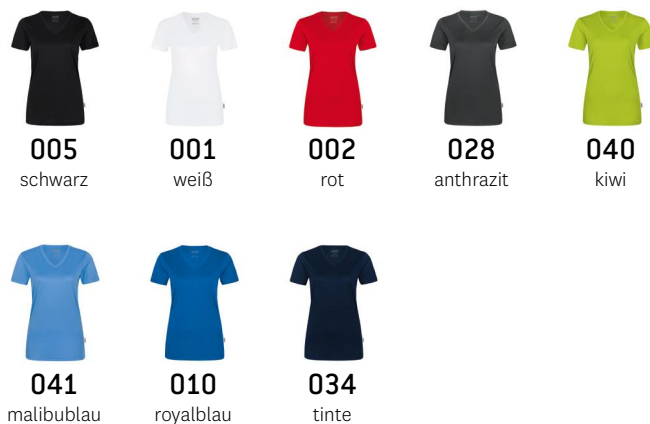 005 001 002 028 040
schwarz weiß rot anthrazit kiwi
041 010 034
malibublau royalblau tinte